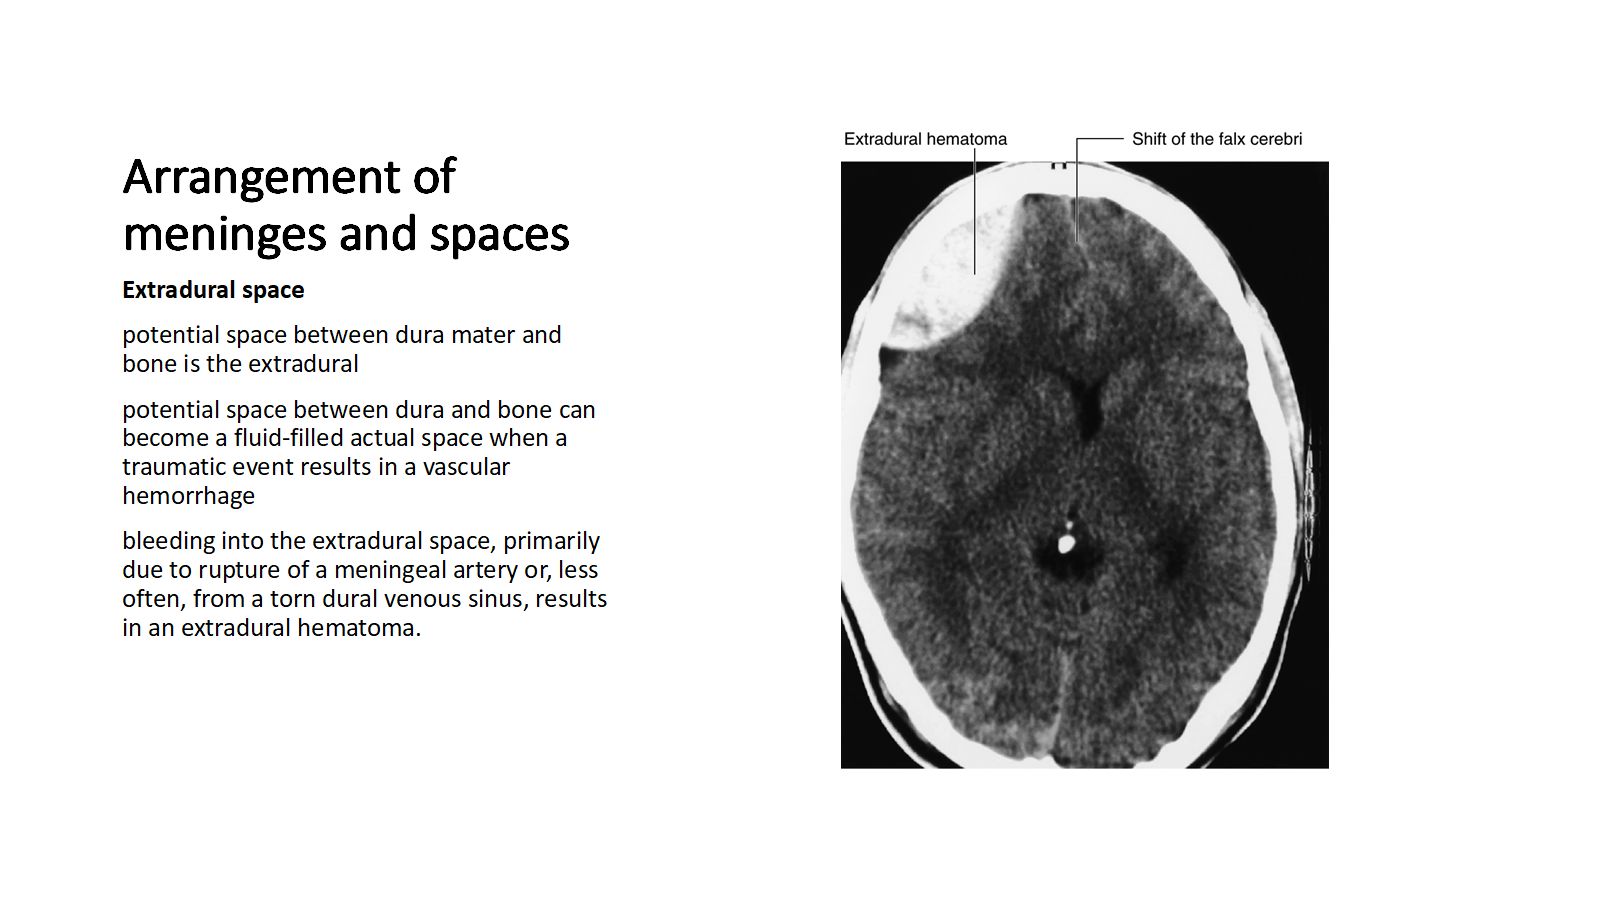 Arrangement of
meninges and spaces
Extradural space
potential space between dura mater and
bone is the extradural
potential space between dura and bone can
become a fluid-filled actual space when a
traumatic event results in a vascular
hemorrhage
bleeding into the extradural space, primarily
due to rupture of a meningeal artery or, less
often, from a torn dural venous sinus, results
in an extradural hematoma.
Extradural hematoma
Shift of the falx cerebri